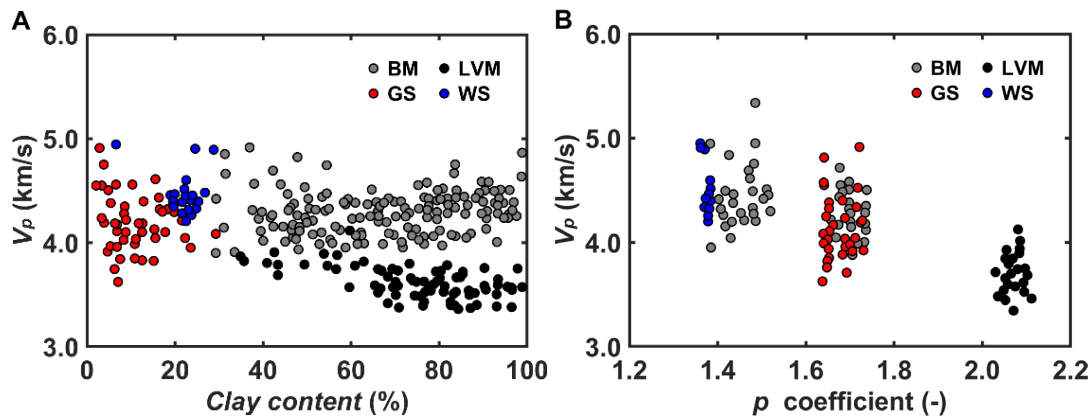 A
6.0
5.0
4.0
3.0
Vp (km/s)
0 20 40 60 80 100
Clay content (%)
BM LVM
GS WS
B
6.0
5.0
4.0
3.0
Vp (km/s)
1.2 1.4 1.6 1.8 2.0 2.2
p coefficient (-)
BM LVM
GS WS